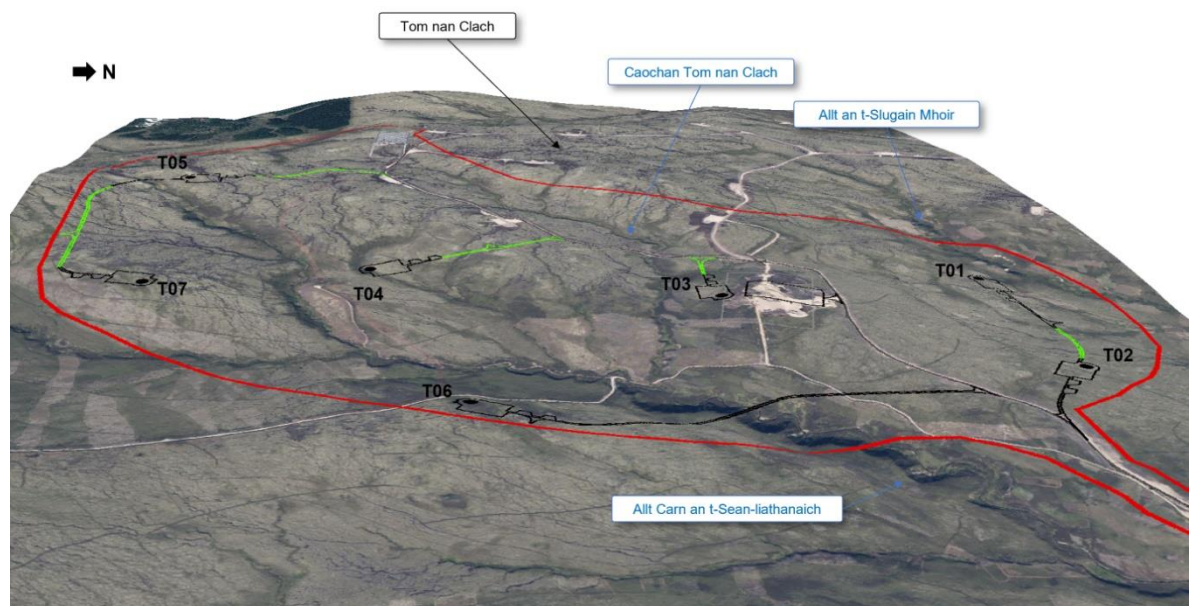 Tom nan Clach
N
Caochan Tom nan Clach
Allt an t-Slugain Mhoir
T05
T01
T07
T04
T03
T02
T06
Allt Carn an t-Sean-liathanaich